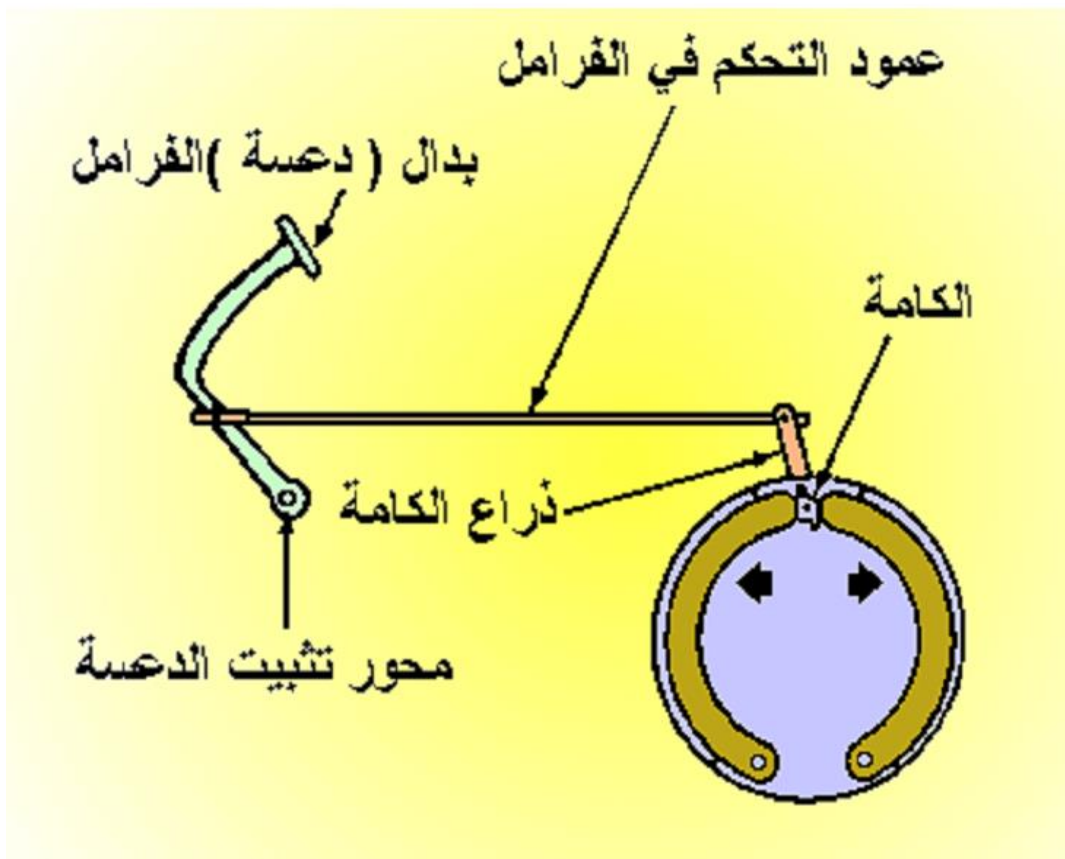 عمود التحكم في الفرامل
بدال ( دعسة )الفرامل
الكامة
ذراع الكامة
محور تثبيت الدعسة